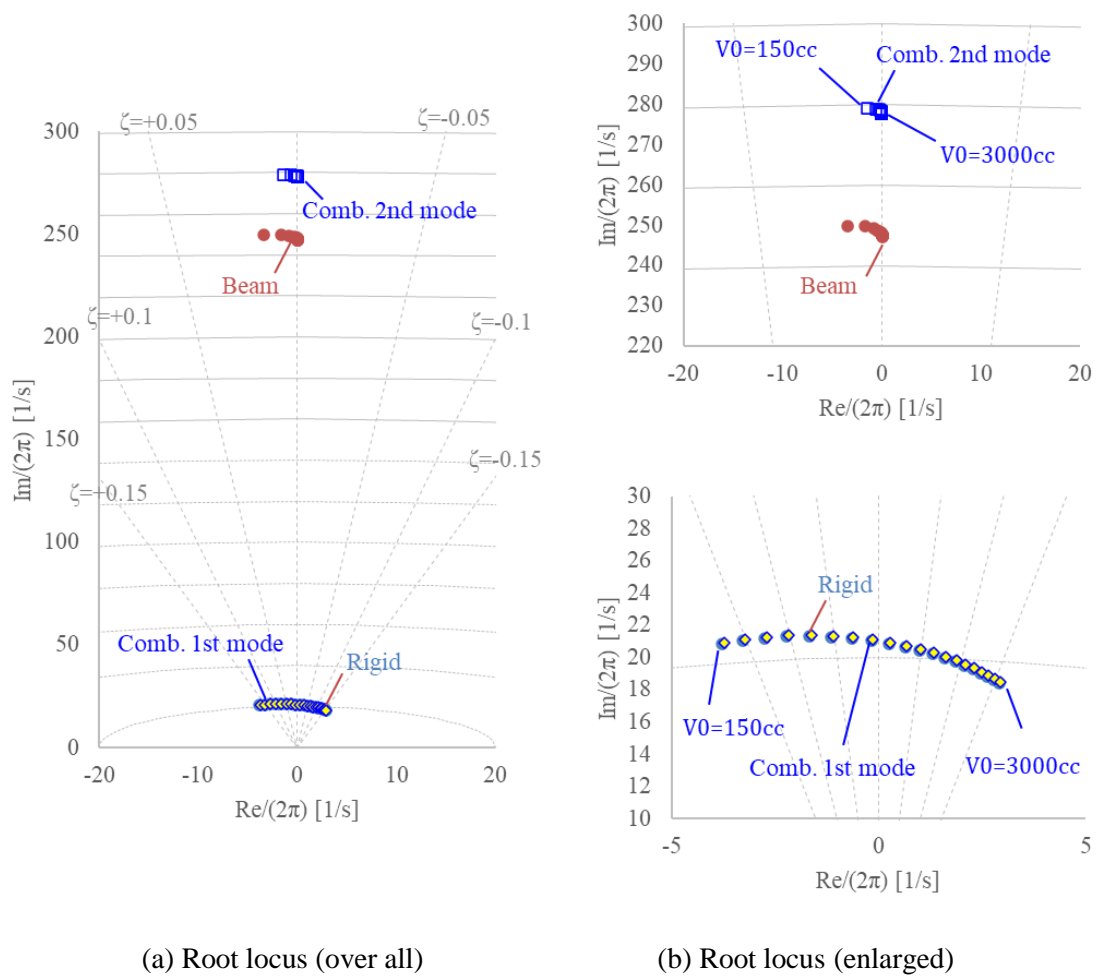 300
250
200
150
100
50
0
-20
-10
0
10
20
Im/(2π) [1/s]
Re/(2π) [1/s]
ζ=+0.05
ζ=-0.05
Comb. 2nd mode
Beam
ζ=+0.1
ζ=-0.1
ζ=-0.15
ζ=+0.15
Comb. 1st mode
Rigid
(a) Root locus (over all)
300
290
280
270
260
250
240
230
220
-20
-10
0
10
20
Im/(2π) [1/s]
Re/(2π) [1/s]
V0=150cc
Comb. 2nd mode
V0=3000cc
Beam
30
28
26
24
22
20
18
16
14
12
10
-5
0
5
Im/(2π) [1/s]
Re/(2π) [1/s]
Rigid
V0=150cc
Comb. 1st mode
V0=3000cc
(b) Root locus (enlarged)